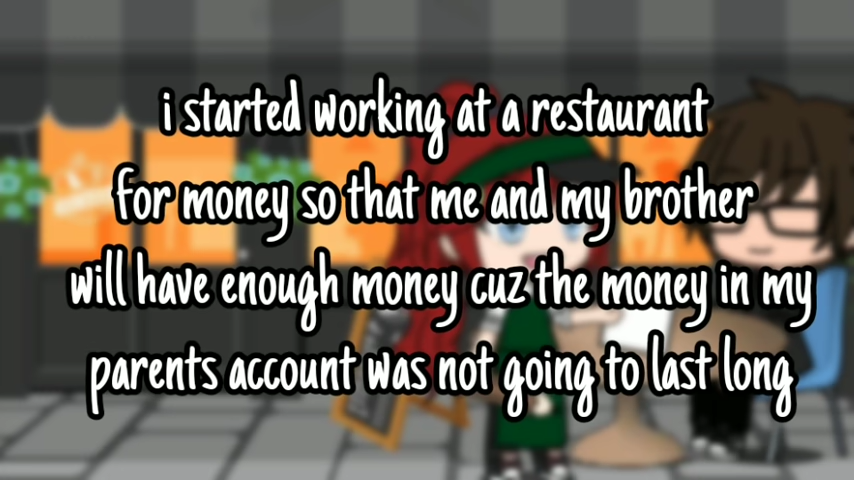 i started working at a restaurant
for money so that me and my brother
will have enough money cuz the money in my
parents account was not going to last long